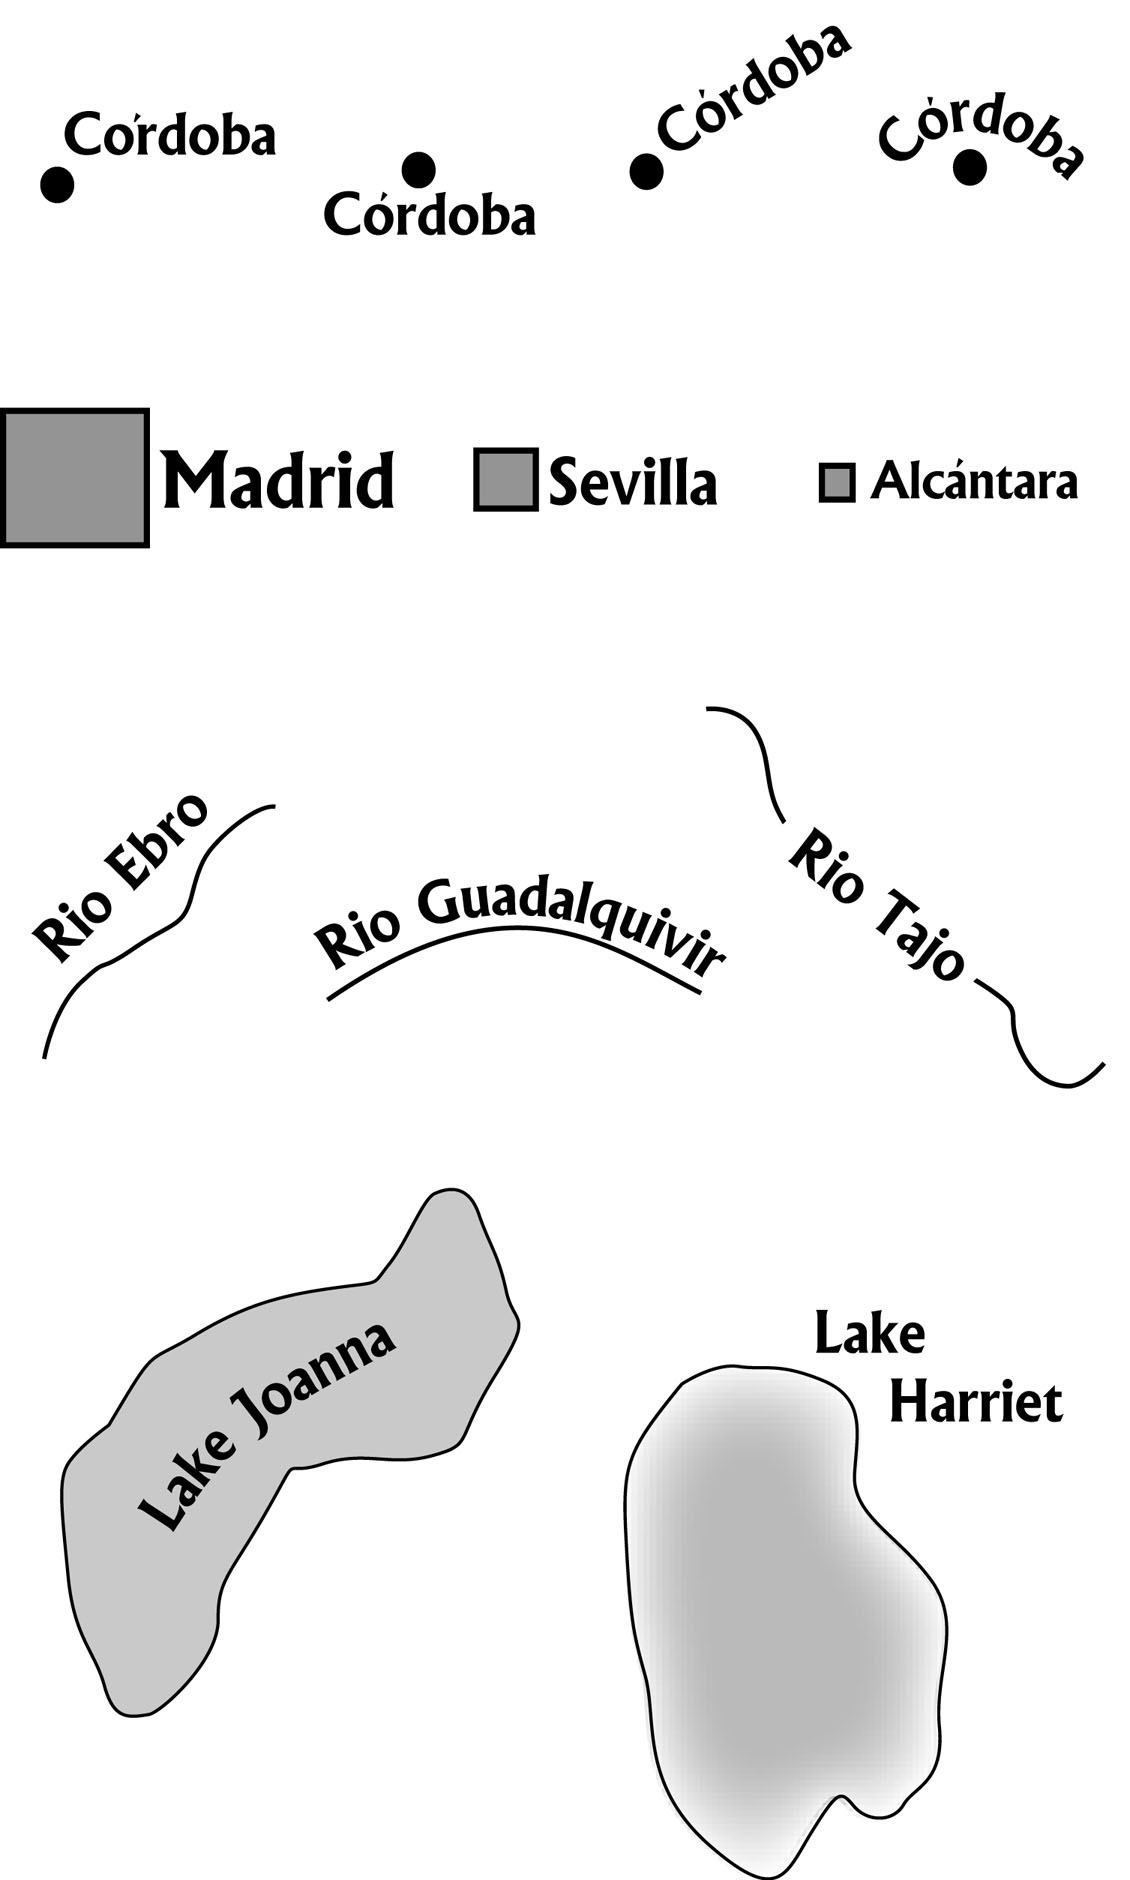 Córdoba
Córdoba
Córdoba
Córdoba
Madrid
Sevilla
Alcántara
Rio Ebro
Rio Guadalquivir
Rio Tajo
Lake Joanna
Lake
Harriet